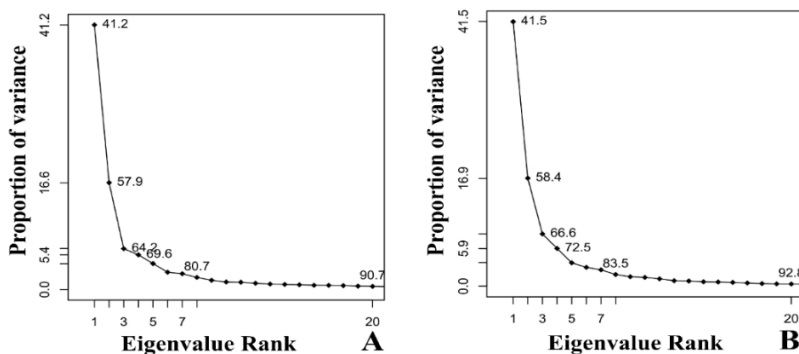 Proportion of variance
41.2
16.6
5.4
0.0
41.2
57.9
64.2
69.6
80.7
90.7
1 3 5 7 20
Eigenvalue Rank
A
Proportion of variance
41.5
16.9
5.9
0.0
41.5
58.4
66.6
72.5
83.5
92.8
1 3 5 7 20
Eigenvalue Rank
B